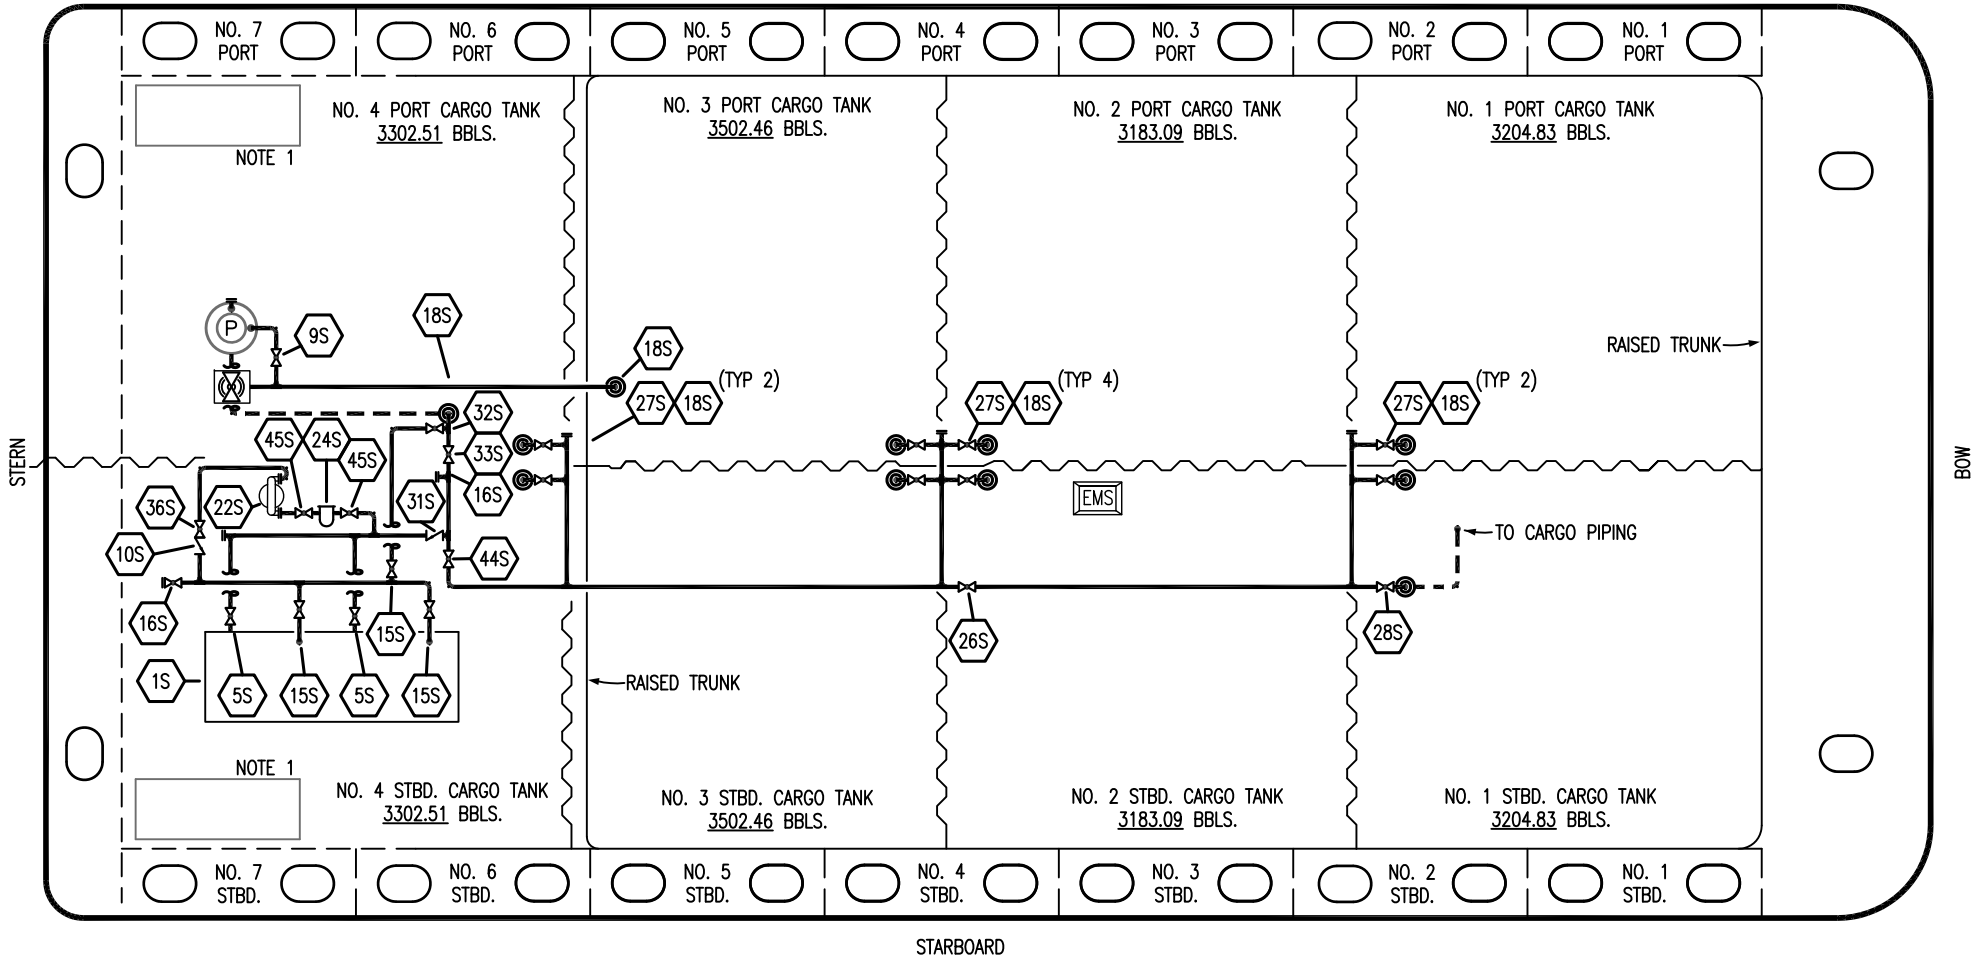 NO. 7
PORT
NO. 6
PORT
NO. 5
PORT
NO. 4
PORT
NO. 3
PORT
NO. 2
PORT
NO. 1
PORT
NO. 4 PORT CARGO TANK
3302.51 BBLS.
NO. 3 PORT CARGO TANK
3502.46 BBLS.
NO. 2 PORT CARGO TANK
3183.09 BBLS.
NO. 1 PORT CARGO TANK
3204.83 BBLS.
NOTE 1
P
9S
18S
18S
RAISED TRUNK
27S
18S
(TYP 2)
27S
18S
(TYP 4)
27S
18S
(TYP 2)
32S
45S
24S
45S
33S
STERN
BOW
31S
16S
36S
22S
EMS
10S
44S
TO CARGO PIPING
16S
15S
26S
28S
1S
5S
15S
5S
15S
RAISED TRUNK
NOTE 1
NO. 4 STBD. CARGO TANK
3302.51 BBLS.
NO. 3 STBD. CARGO TANK
3502.46 BBLS.
NO. 2 STBD. CARGO TANK
3183.09 BBLS.
NO. 1 STBD. CARGO TANK
3204.83 BBLS.
NO. 7
STBD.
NO. 6
STBD.
NO. 5
STBD.
NO. 4
STBD.
NO. 3
STBD.
NO. 2
STBD.
NO. 1
STBD.
STARBOARD